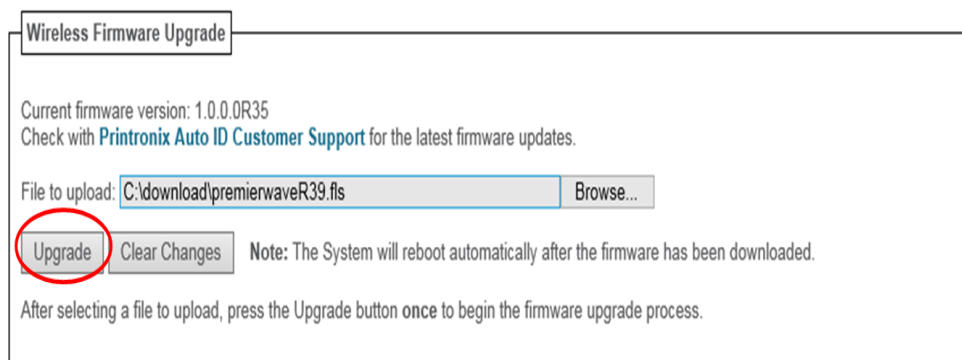 Wireless Firmware Upgrade
Current firmware version: 1.0.0.0R35
Check with Printronix Auto ID Customer Support for the latest firmware updates.
File to upload: C:\download\premierwaveR39.fls Browse...
Upgrade Clear Changes Note: The System will reboot automatically after the firmware has been downloaded.
After selecting a file to upload, press the Upgrade button once to begin the firmware upgrade process.